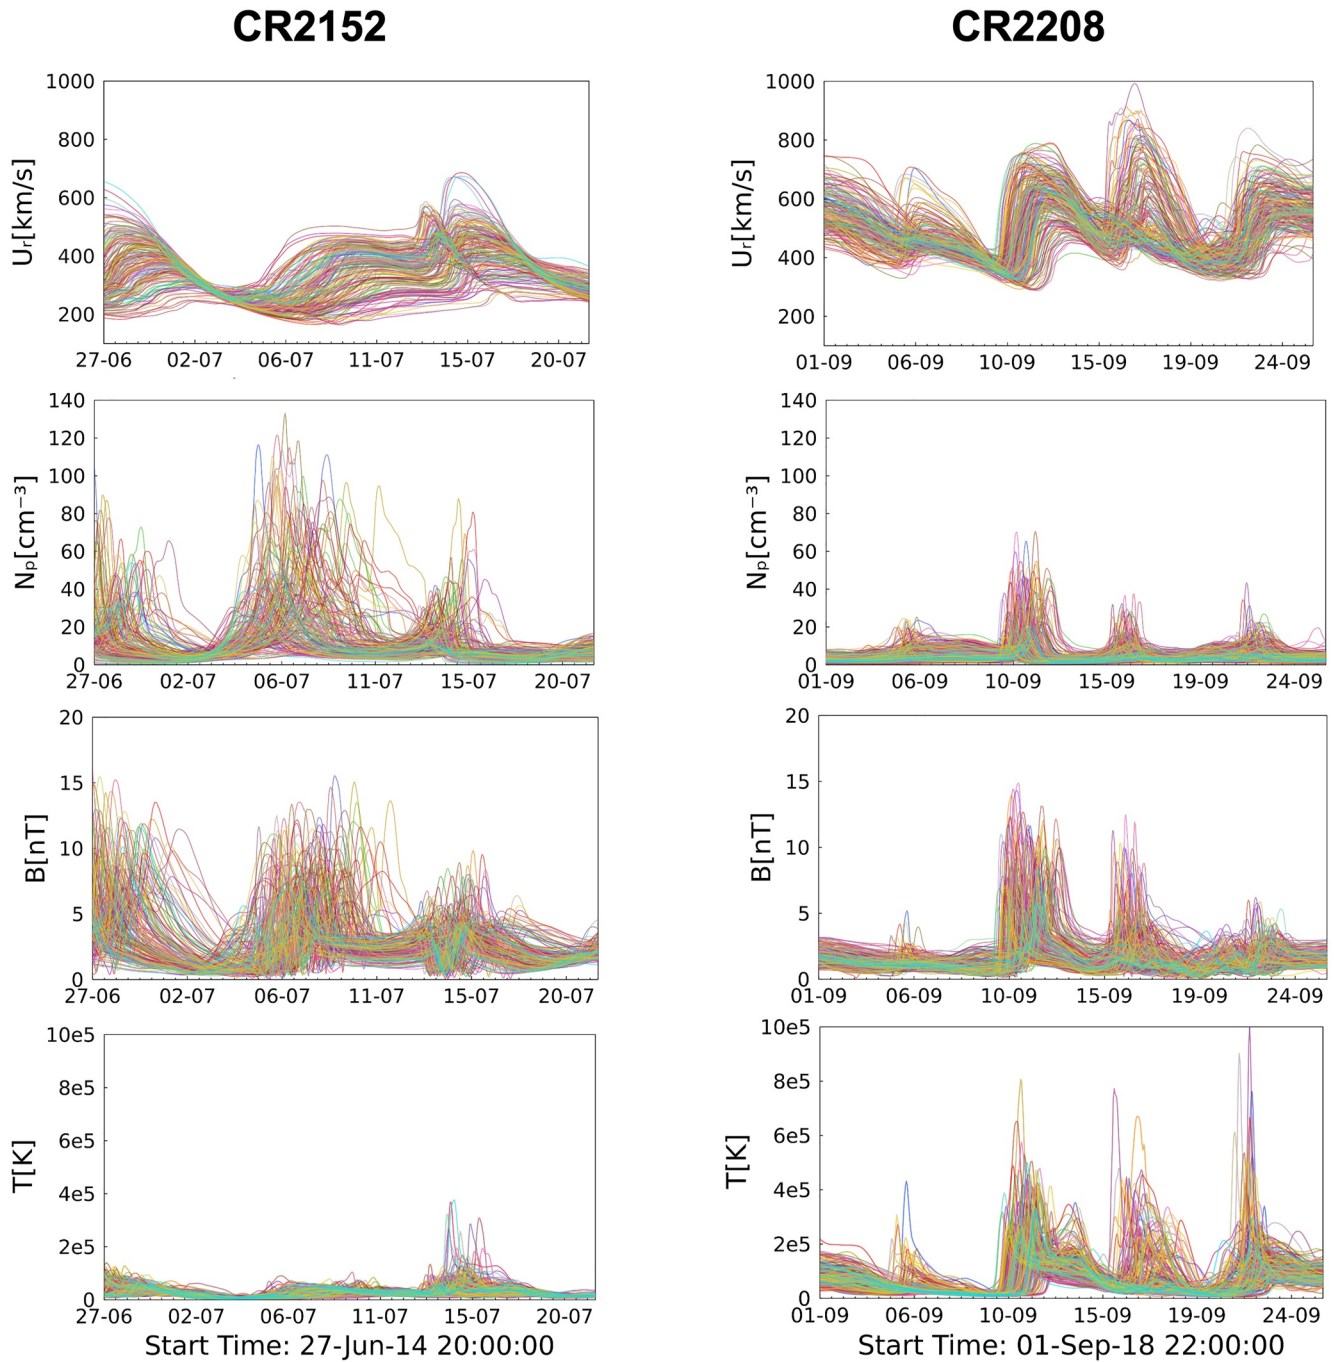 CR2152
CR2208
1000
800
600
400
200
Uᵣ[km/s]
27-06 02-07 06-07 11-07 15-07 20-07
1000
800
600
400
200
Uᵣ[km/s]
01-09 06-09 10-09 15-09 19-09 24-09
140
120
100
80
60
40
20
0
Nₚ[cm⁻³]
27-06 02-07 06-07 11-07 15-07 20-07
140
120
100
80
60
40
20
0
Nₚ[cm⁻³]
01-09 06-09 10-09 15-09 19-09 24-09
20
15
10
5
0
B[nT]
27-06 02-07 06-07 11-07 15-07 20-07
20
15
10
5
0
B[nT]
01-09 06-09 10-09 15-09 19-09 24-09
10e5
8e5
6e5
4e5
2e5
0
T[K]
27-06 02-07 06-07 11-07 15-07 20-07
Start Time: 27-Jun-14 20:00:00
10e5
8e5
6e5
4e5
2e5
0
T[K]
01-09 06-09 10-09 15-09 19-09 24-09
Start Time: 01-Sep-18 22:00:00